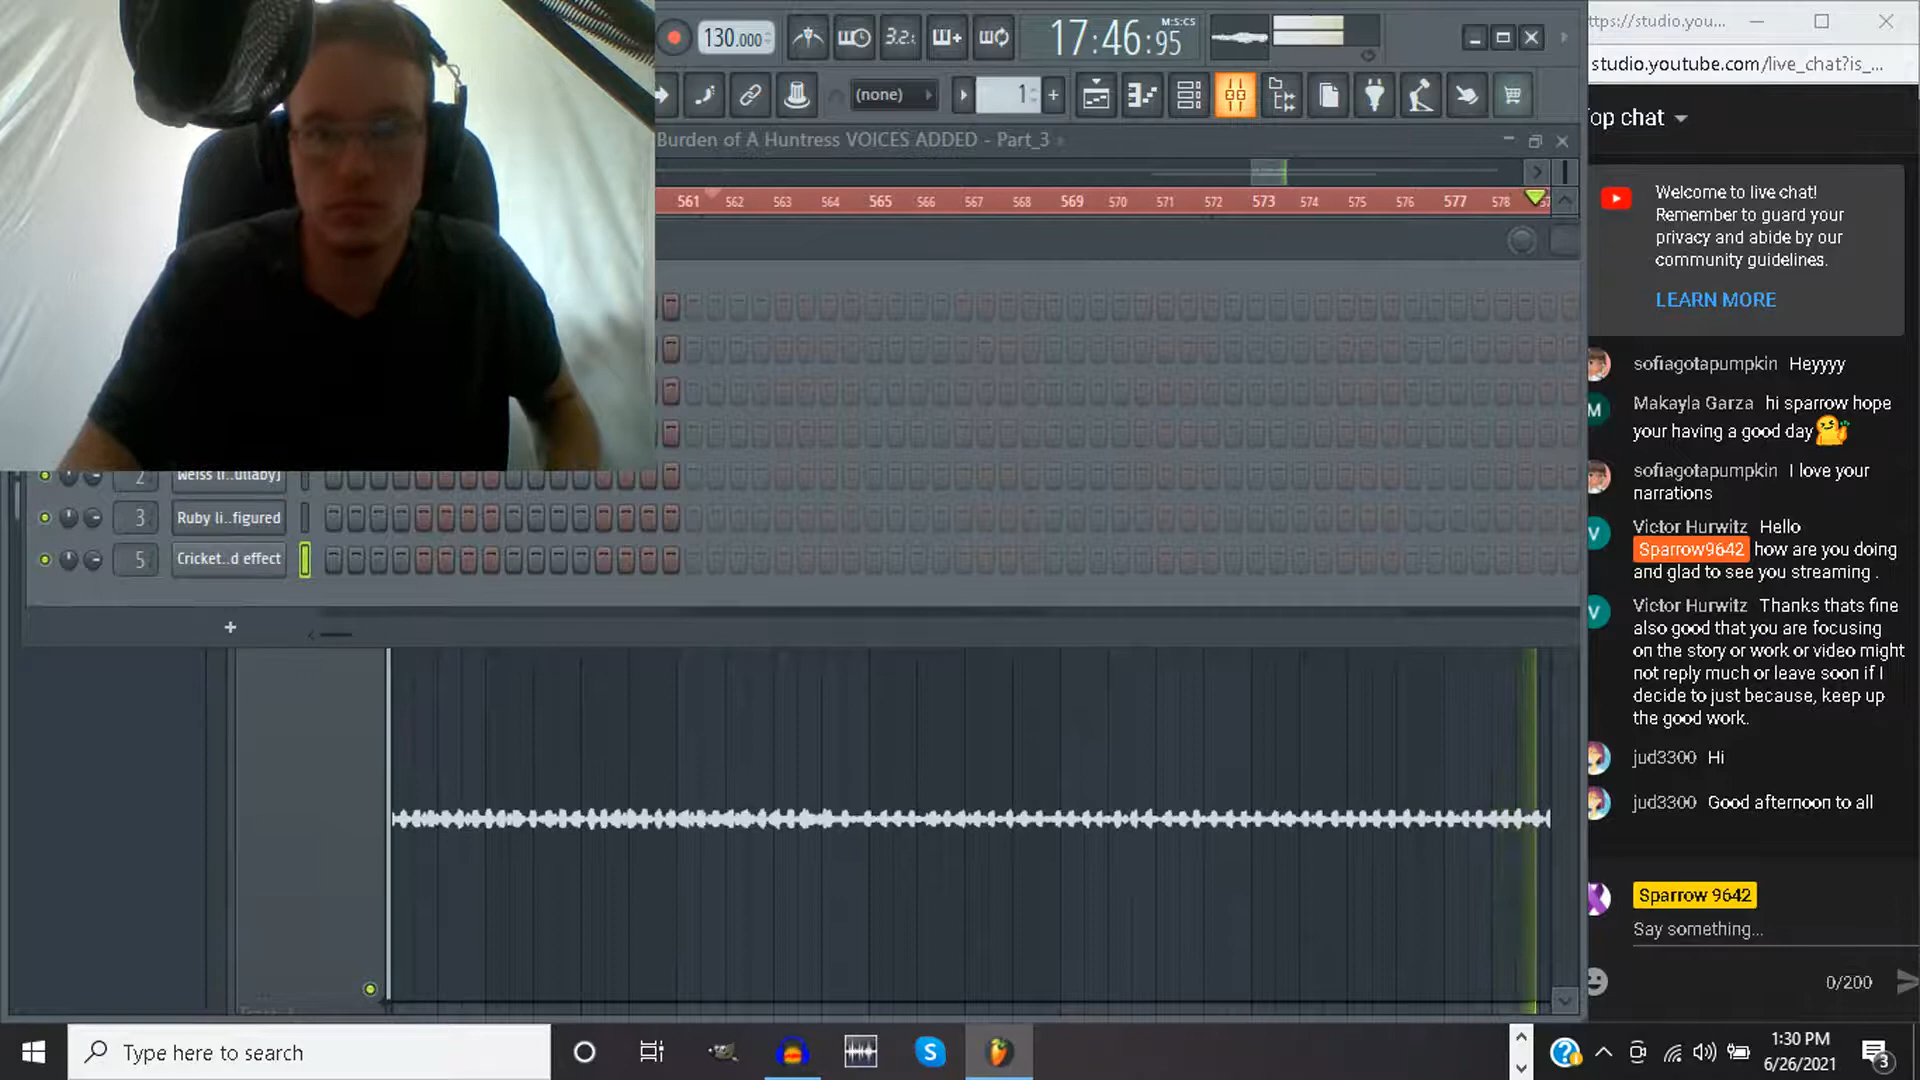 130.000
3.2:
17:46:95
M:S:CS
(none)
1
Burden of A Huntress VOICES ADDED - Part_3
561 562 563 564 565 566 567 568 569 570 571 572 573 574 575 576 577 578
2 Weiss li..ullaby]
3 Ruby li..figured
5 Cricket..d effect
+
ttps://studio.you...
studio.youtube.com/live_chat?is_...
op chat
Welcome to live chat!
Remember to guard your
privacy and abide by our
community guidelines.
LEARN MORE
sofiagotapumpkin Heyyyy
M
Makayla Garza hi sparrow hope
your having a good day
sofiagotapumpkin I love your
narrations
V
Victor Hurwitz Hello
Sparrow9642 how are you doing
and glad to see you streaming .
V
Victor Hurwitz Thanks thats fine
also good that you are focusing
on the story or work or video might
not reply much or leave soon if I
decide to just because, keep up
the good work.
jud3300 Hi
jud3300 Good afternoon to all
Sparrow 9642
Say something...
0/200
Type here to search
S
1:30 PM
6/26/2021
3